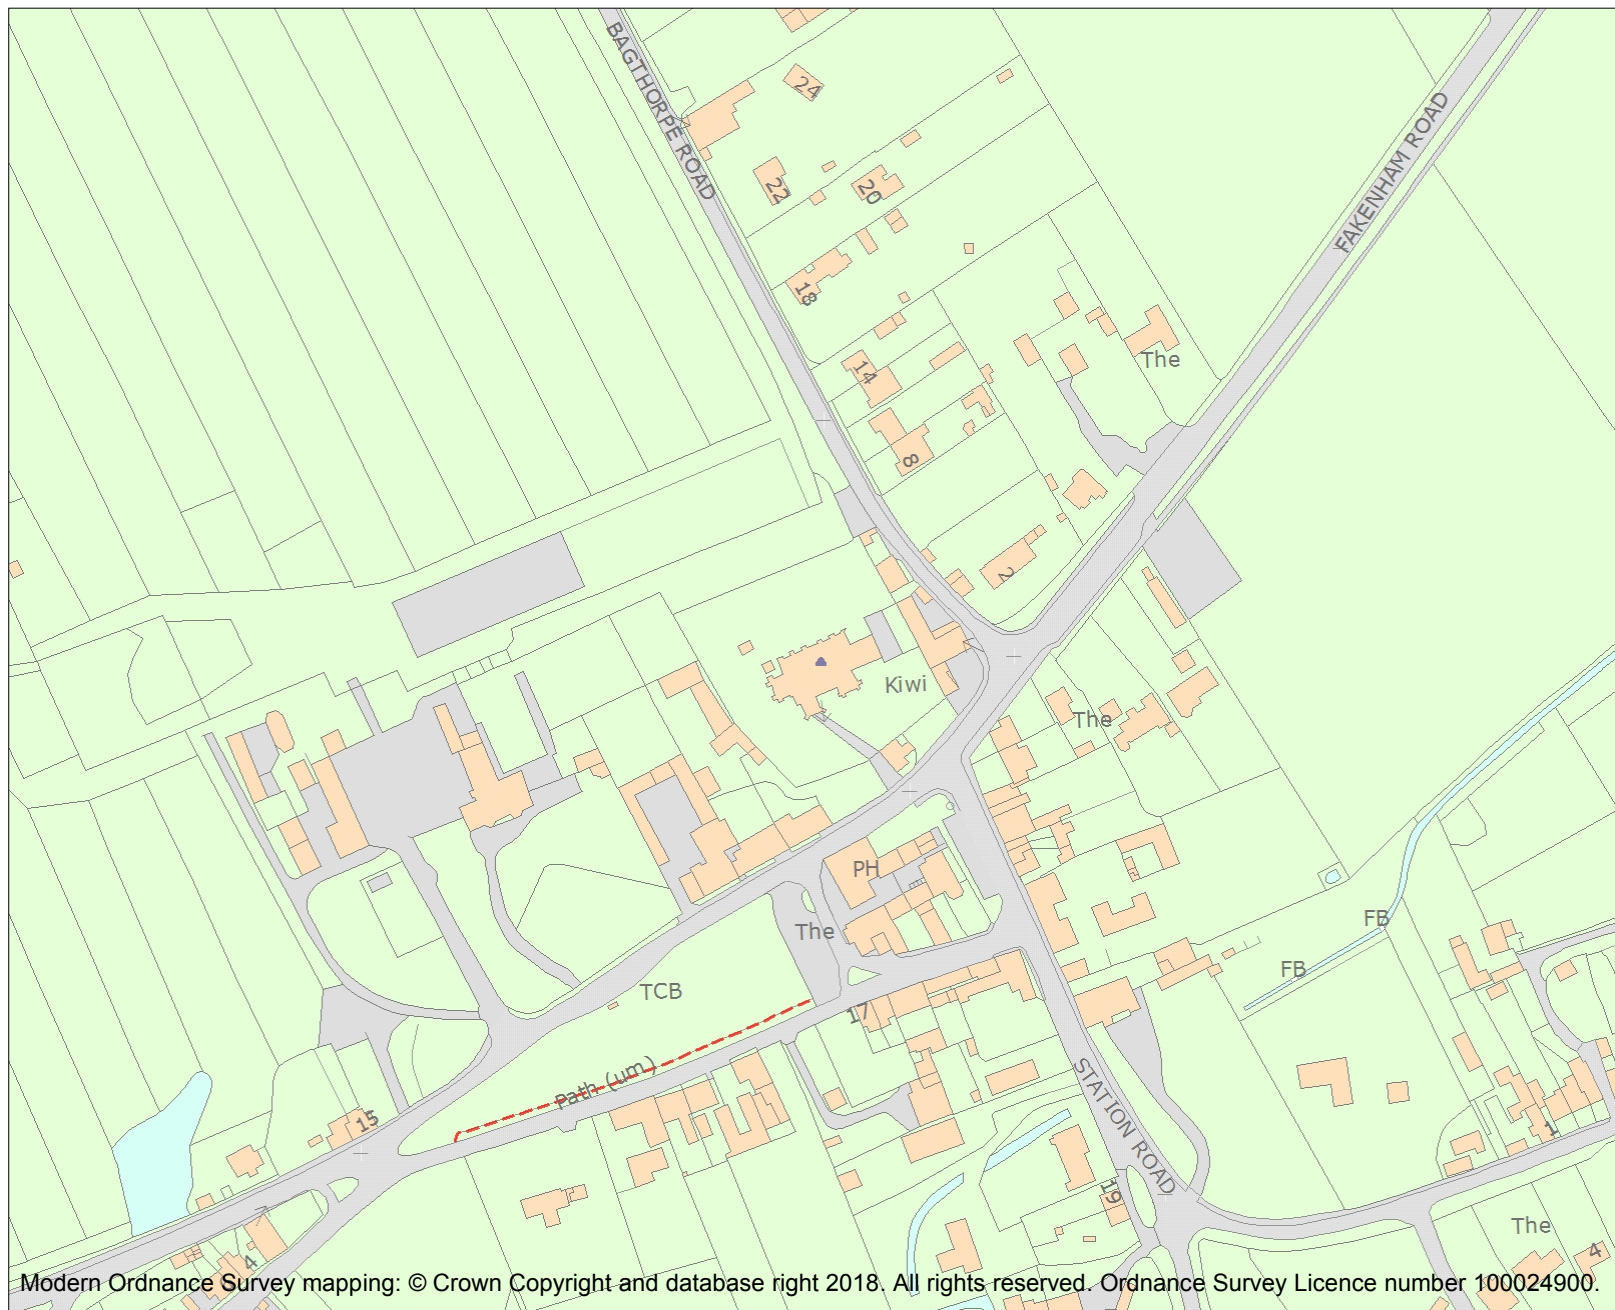 BAGTHORPE ROAD
24
FAKENHAM ROAD
22
20
18
The
14
8
2
Kiwi
The
PH
The
FB
FB
TCB
17
Path (um)
15
STATION ROAD
1
19
The
4
4
Modern Ordnance Survey mapping: © Crown Copyright and database right 2018. All rights reserved. Ordnance Survey Licence number 100024900.